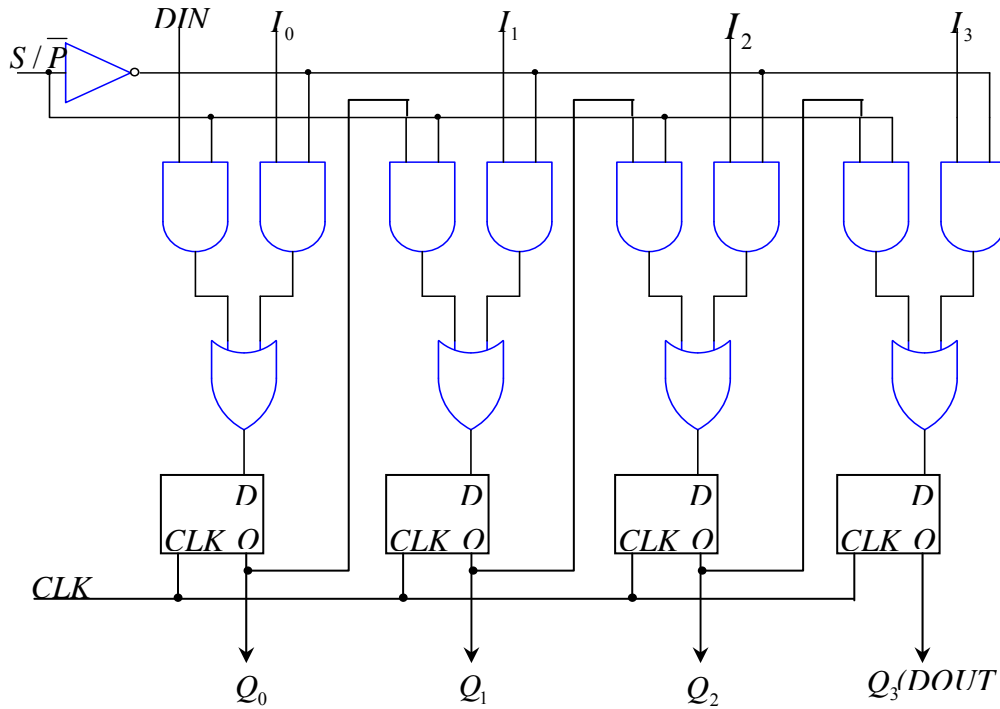 DIN I₀ I₁ I₂ I₃
S / P̅
D D D D
CLK Q CLK Q CLK Q CLK Q
CLK
Q₀ Q₁ Q₂ Q₃(DOUT